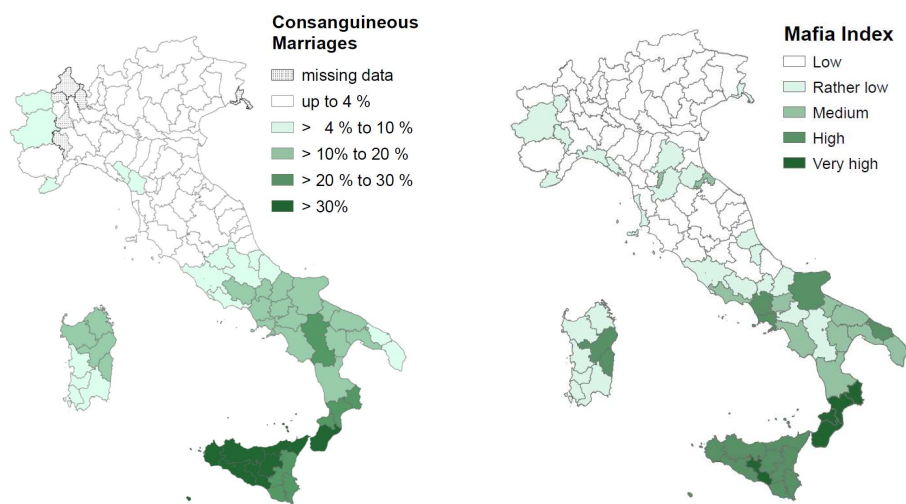 Consanguineous
Marriages
missing data
up to 4 %
> 4 % to 10 %
> 10% to 20 %
> 20 % to 30 %
> 30%
Mafia Index
Low
Rather low
Medium
High
Very high